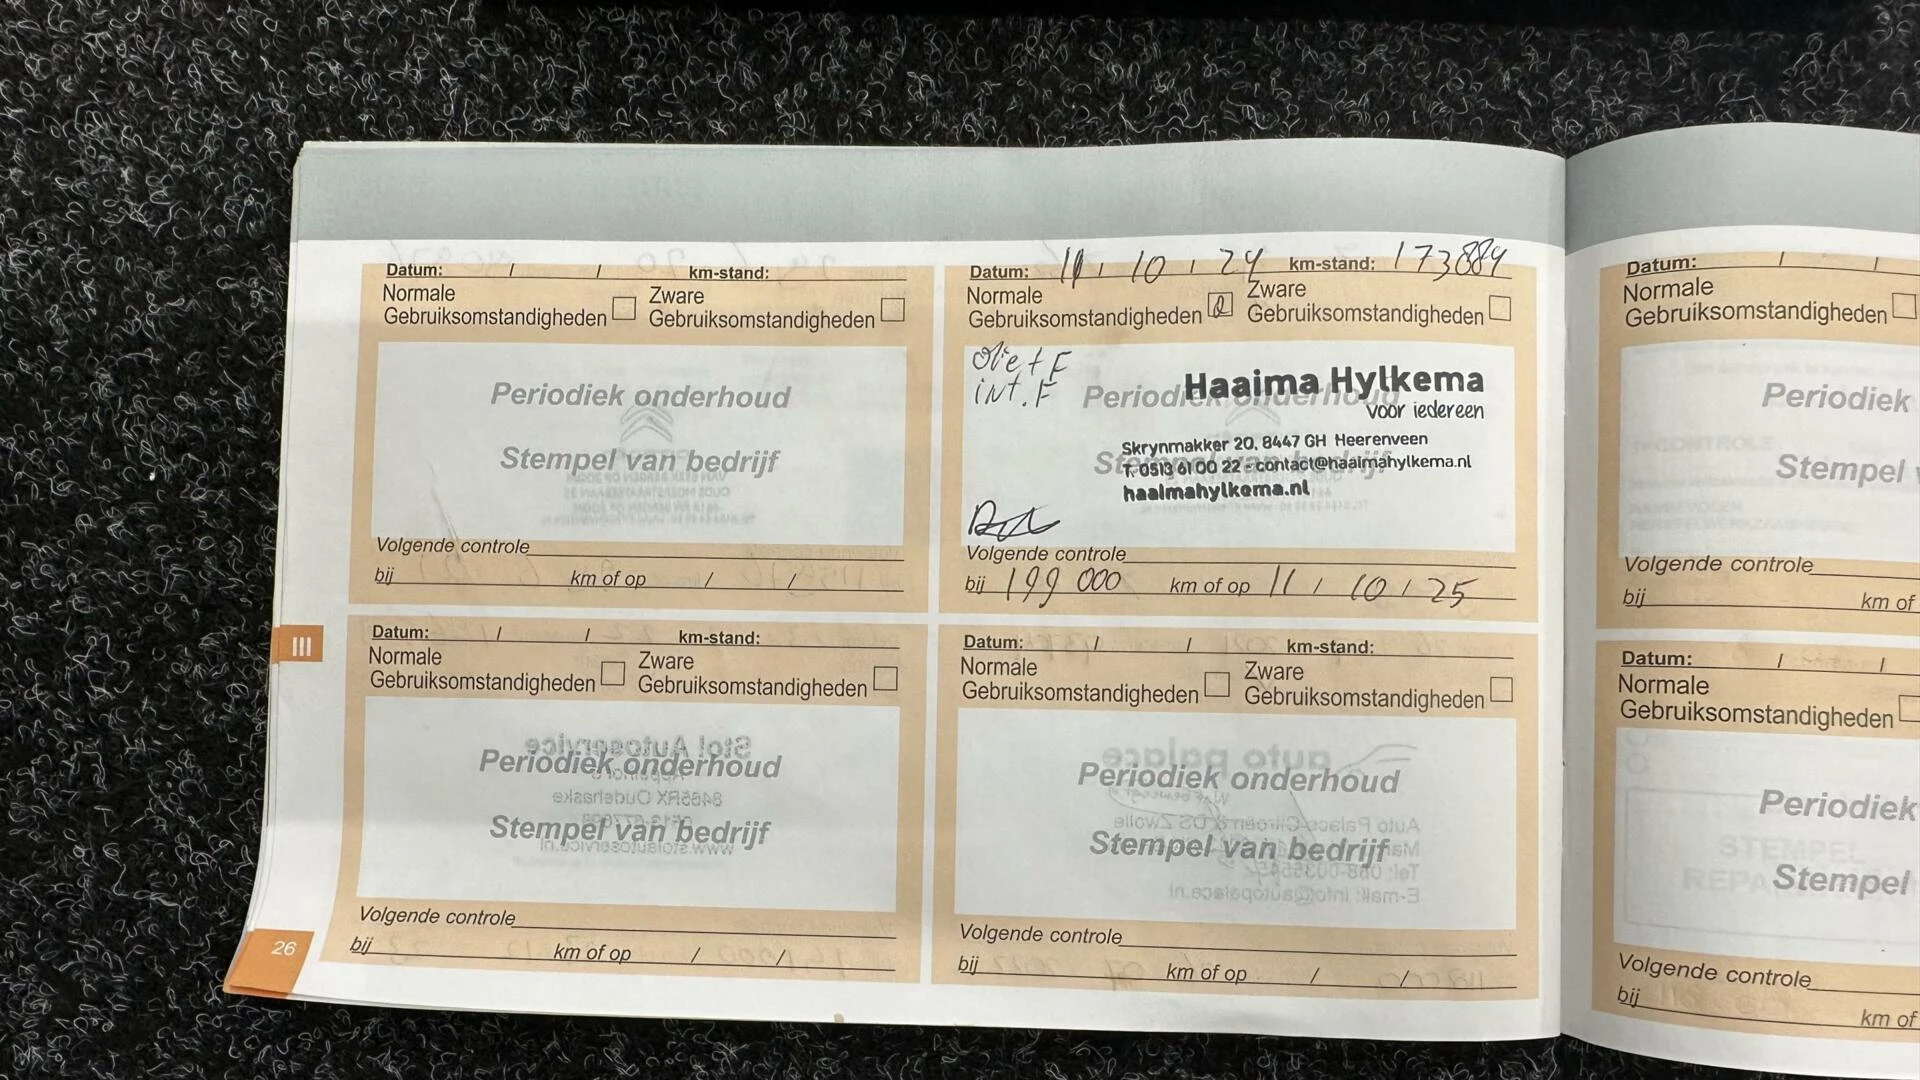 Datum: / / km-stand:
Normale Gebruiksomstandigheden Zware Gebruiksomstandigheden
Periodiek onderhoud
Stempel van bedrijf
Volgende controle
bij km of op / /
Datum: 11 / 10 / 24 km-stand: 173884
Normale Gebruiksomstandigheden Zware Gebruiksomstandigheden
Olie + F
int. F
Periodiek onderhoud
Haaima Hylkema
voor iedereen
Skrynmakker 20, 8447 GH Heerenveen
Stempel van bedrijf
T. 0513 61 00 22 - contact@haaimahylkema.nl
haaimahylkema.nl
Volgende controle
bij 199 000 km of op 11 / 10 / 25
III
Datum: / / km-stand:
Normale Gebruiksomstandigheden Zware Gebruiksomstandigheden
Periodiek onderhoud
Stempel van bedrijf
Volgende controle
bij km of op / /
26
Datum: / / km-stand:
Normale Gebruiksomstandigheden Zware Gebruiksomstandigheden
Periodiek onderhoud
Stempel van bedrijf
Volgende controle
bij km of op / /
Datum: / /
Normale
Gebruiksomstandigheden
Periodiek
Stempel
Volgende controle
bij km of
Datum: / /
Normale
Gebruiksomstandigheden
Periodiek
Stempel
Volgende controle
bij km of